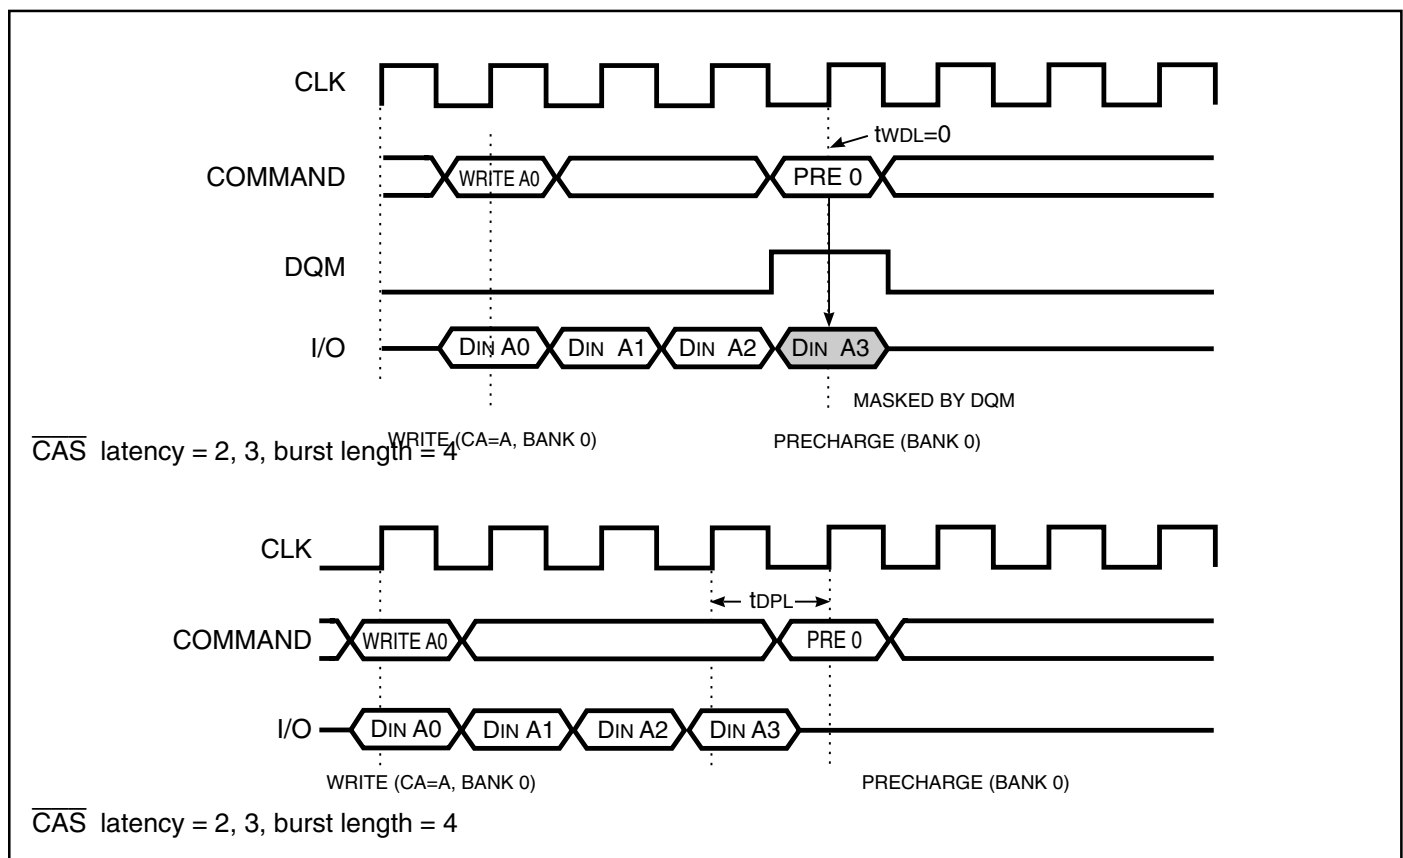 CLK
tWDL=0
COMMAND WRITE A0 PRE 0
DQM
I/O DIN A0 DIN A1 DIN A2 DIN A3
MASKED BY DQM
WRITE (CA=A, BANK 0) PRECHARGE (BANK 0)
CAS latency = 2, 3, burst length = 4
CLK
tDPL
COMMAND WRITE A0 PRE 0
I/O DIN A0 DIN A1 DIN A2 DIN A3
WRITE (CA=A, BANK 0) PRECHARGE (BANK 0)
CAS latency = 2, 3, burst length = 4